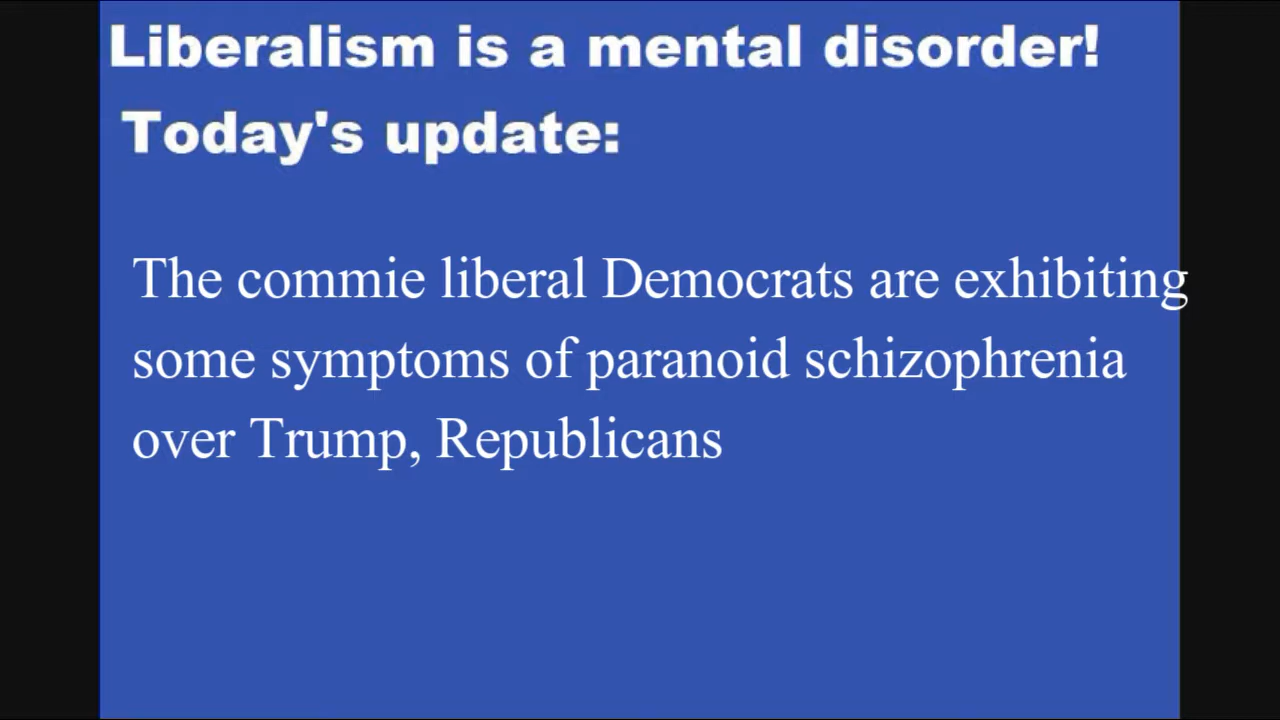 Liberalism is a mental disorder!
Today's update:
The commie liberal Democrats are exhibiting
some symptoms of paranoid schizophrenia
over Trump, Republicans